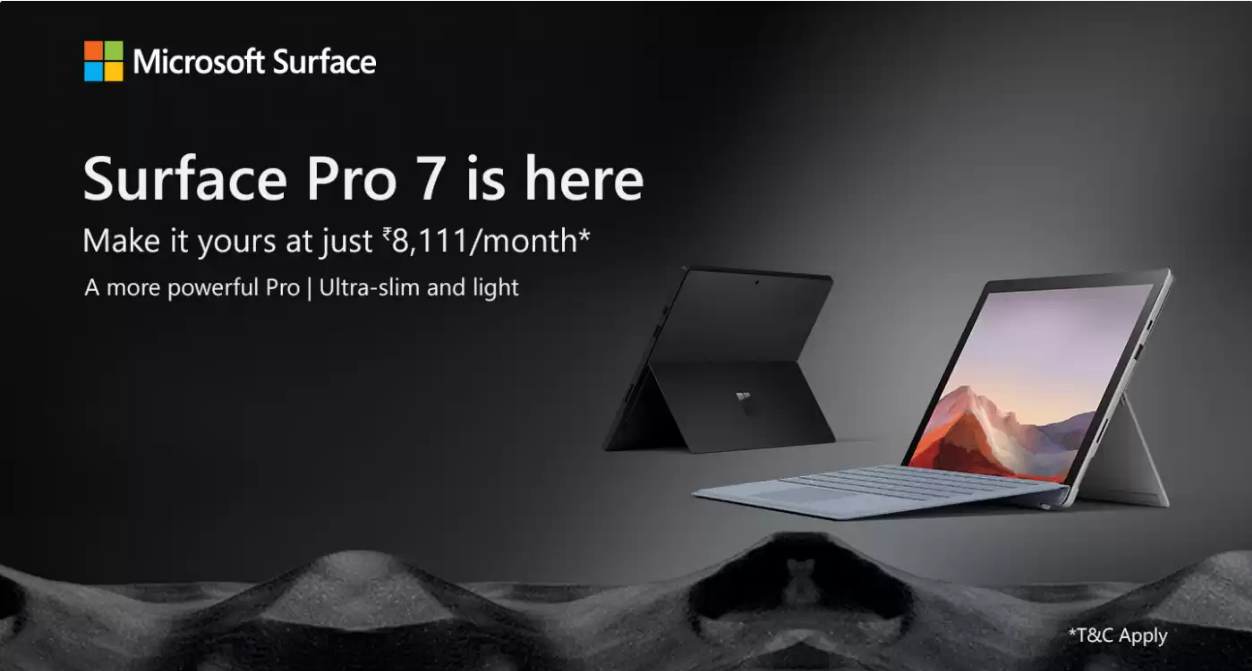 Microsoft Surface
Surface Pro 7 is here
Make it yours at just ₹8,111/month*
A more powerful Pro | Ultra-slim and light
*T&C Apply